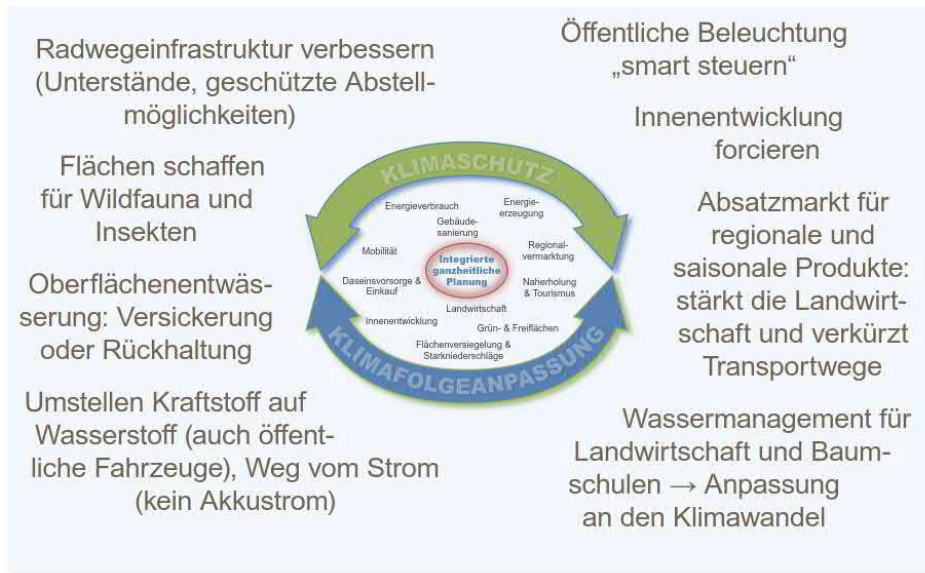 Radwegeinfrastruktur verbessern
(Unterstände, geschützte Abstell-
möglichkeiten)
Flächen schaffen
für Wildfauna und
Insekten
Oberflächenentwäs-
serung: Versickerung
oder Rückhaltung
Umstellen Kraftstoff auf
Wasserstoff (auch öffent-
liche Fahrzeuge), Weg vom Strom
(kein Akkustrom)
KLIMASCHUTZ
Energieverbrauch
Energie-
erzeugung
Gebäude-
sanierung
Mobilität
Regional-
vermarktung
Integrierte
ganzheitliche
Planung
Daseinsvorsorge &
Einkauf
Naherholung
& Tourismus
Landwirtschaft
Innenentwicklung
Grün- & Freiflächen
Flächenversiegelung &
Starkniederschläge
KLIMAFOLGEANPASSUNG
Öffentliche Beleuchtung
„smart steuern“
Innenentwicklung
forcieren
Absatzmarkt für
regionale und
saisonale Produkte:
stärkt die Landwirt-
schaft und verkürzt
Transportwege
Wassermanagement für
Landwirtschaft und Baum-
schulen → Anpassung
an den Klimawandel